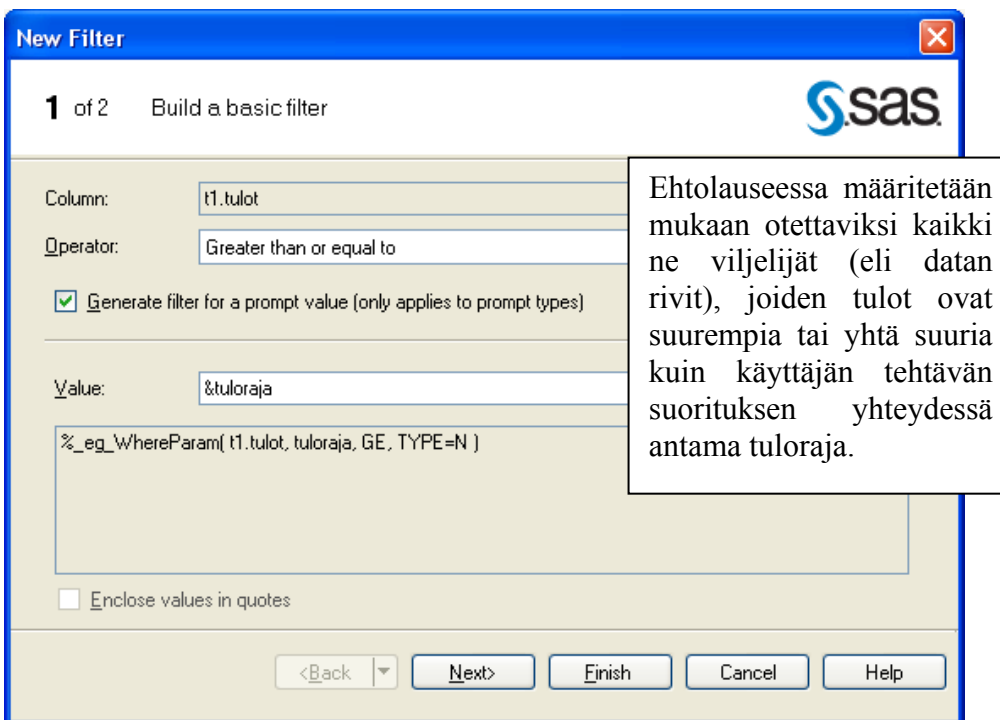 New Filter
1 of 2 Build a basic filter
sas
Column: t1.tulot
Operator: Greater than or equal to
Generate filter for a prompt value (only applies to prompt types)
Value: &tuloraja
%_eg_WhereParam( t1.tulot, tuloraja, GE, TYPE=N )
Enclose values in quotes
<Back Next> Finish Cancel Help
Ehtolauseessa määritetään
mukaan otettaviksi kaikki
ne viljelijät (eli datan
rivit), joiden tulot ovat
suurempia tai yhtä suuria
kuin käyttäjän tehtävän
suorituksen yhteydessä
antama tuloraja.